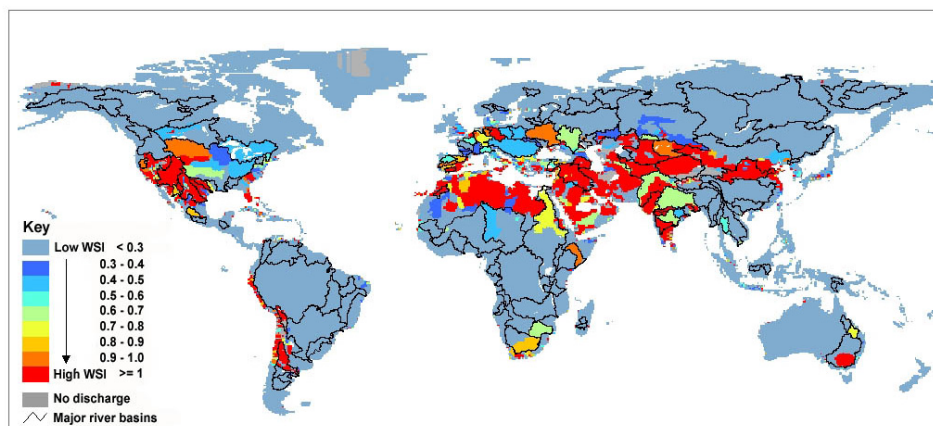 Key
Low WSI < 0.3
0.3 - 0.4
0.4 - 0.5
0.5 - 0.6
0.6 - 0.7
0.7 - 0.8
0.8 - 0.9
0.9 - 1.0
High WSI >= 1
No discharge
Major river basins